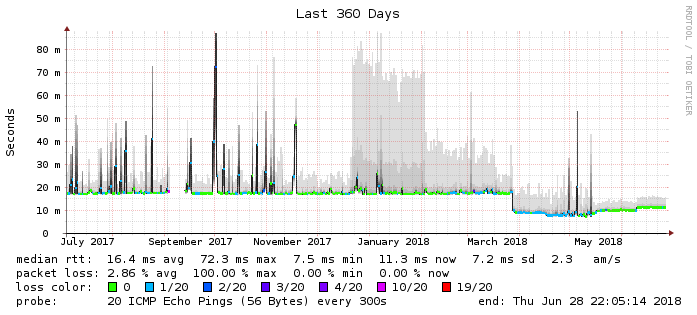 Last 360 Days
RRDTOOL / TOBI OETIKER
Seconds
80 m
70 m
60 m
50 m
40 m
30 m
20 m
10 m
0
July 2017 September 2017 November 2017 January 2018 March 2018 May 2018
median rtt: 16.4 ms avg 72.3 ms max 7.5 ms min 11.3 ms now 7.2 ms sd 2.3 am/s
packet loss: 2.86 % avg 100.00 % max 0.00 % min 0.00 % now
loss color: 0 1/20 2/20 3/20 4/20 10/20 19/20
probe: 20 ICMP Echo Pings (56 Bytes) every 300s end: Thu Jun 28 22:05:14 2018